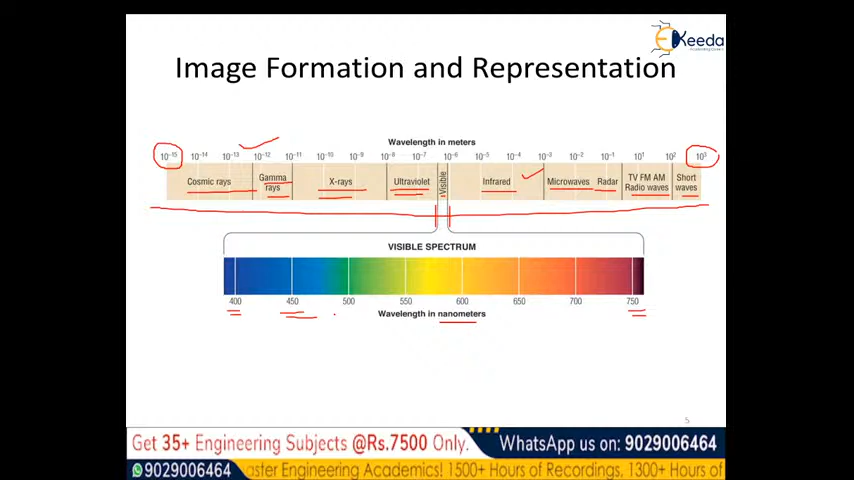 EKeeda
Image Formation and Representation
Wavelength in meters
10-15 10-14 10-13 10-12 10-11 10-10 10-9 10-8 10-7 10-6 10-5 10-4 10-3 10-2 10-1 101 102 103
Cosmic rays Gamma rays X-rays Ultraviolet Visible Infrared Microwaves Radar TV FM AM Radio waves Short waves
VISIBLE SPECTRUM
400 450 500 550 600 650 700 750
Wavelength in nanometers
5
Get 35+ Engineering Subjects @Rs.7500 Only. WhatsApp us on: 9029006464
9029006464 aster Engineering Academics! 1500+ Hours of Recordings, 1300+ Hours of